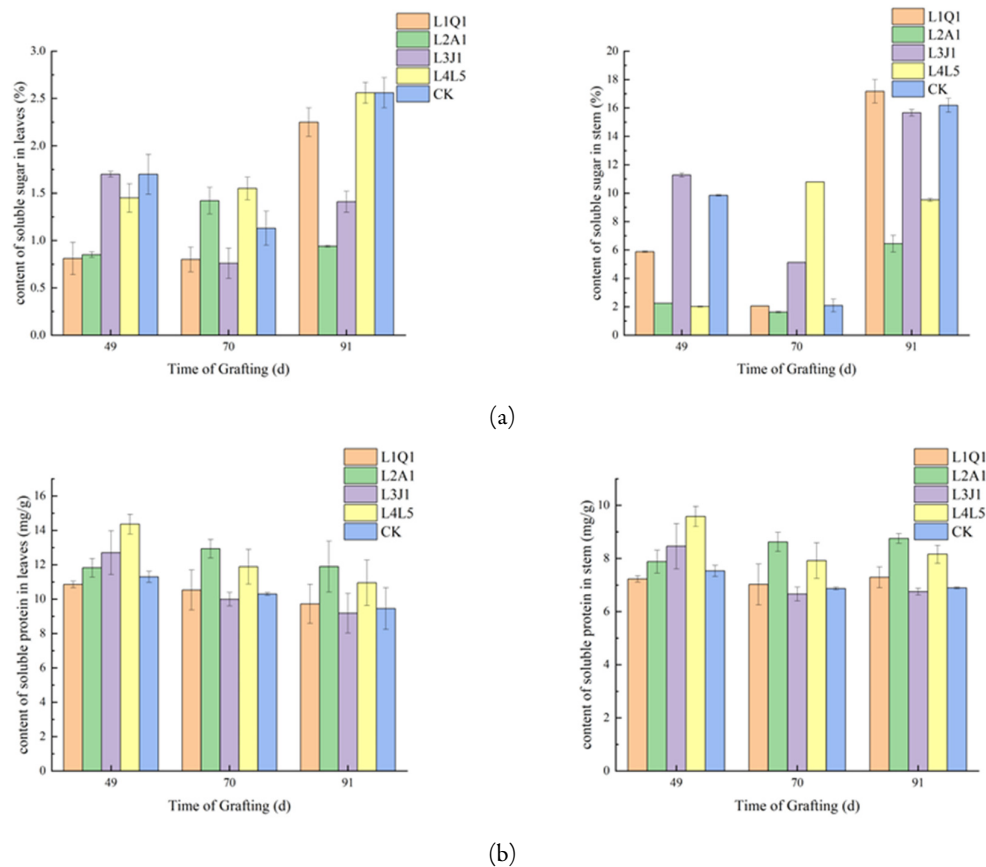 L1Q1
L2A1
L3J1
L4L5
CK
3.0
2.5
2.0
1.5
1.0
0.5
0.0
content of soluble sugar in leaves (%)
49 70 91
Time of Grafting (d)
L1Q1
L2A1
L3J1
L4L5
CK
20
18
16
14
12
10
8
6
4
2
0
content of soluble sugar in stem (%)
49 70 91
Time of Grafting (d)
(a)
L1Q1
L2A1
L3J1
L4L5
CK
16
14
12
10
8
6
4
2
0
content of soluble protein in leaves (mg/g)
49 70 91
Time of Grafting (d)
L1Q1
L2A1
L3J1
L4L5
CK
10
8
6
4
2
0
content of soluble protein in stem (mg/g)
49 70 91
Time of Grafting (d)
(b)